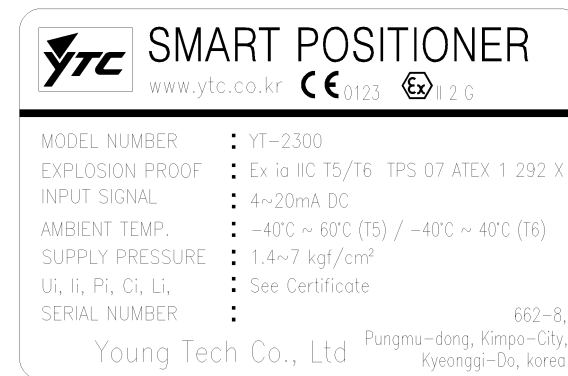 YTC SMART POSITIONER
www.ytc.co.kr CE 0123 Ex II 2 G
MODEL NUMBER : YT-2300
EXPLOSION PROOF : Ex ia IIC T5/T6 TPS 07 ATEX 1 292 X
INPUT SIGNAL : 4~20mA DC
AMBIENT TEMP. : -40°C ~ 60°C (T5) / -40°C ~ 40°C (T6)
SUPPLY PRESSURE : 1.4~7 kgf/cm²
Ui, Ii, Pi, Ci, Li, : See Certificate
SERIAL NUMBER :
662-8,
Young Tech Co., Ltd Pungmu-dong, Kimpo-City,
Kyeonggi-Do, korea